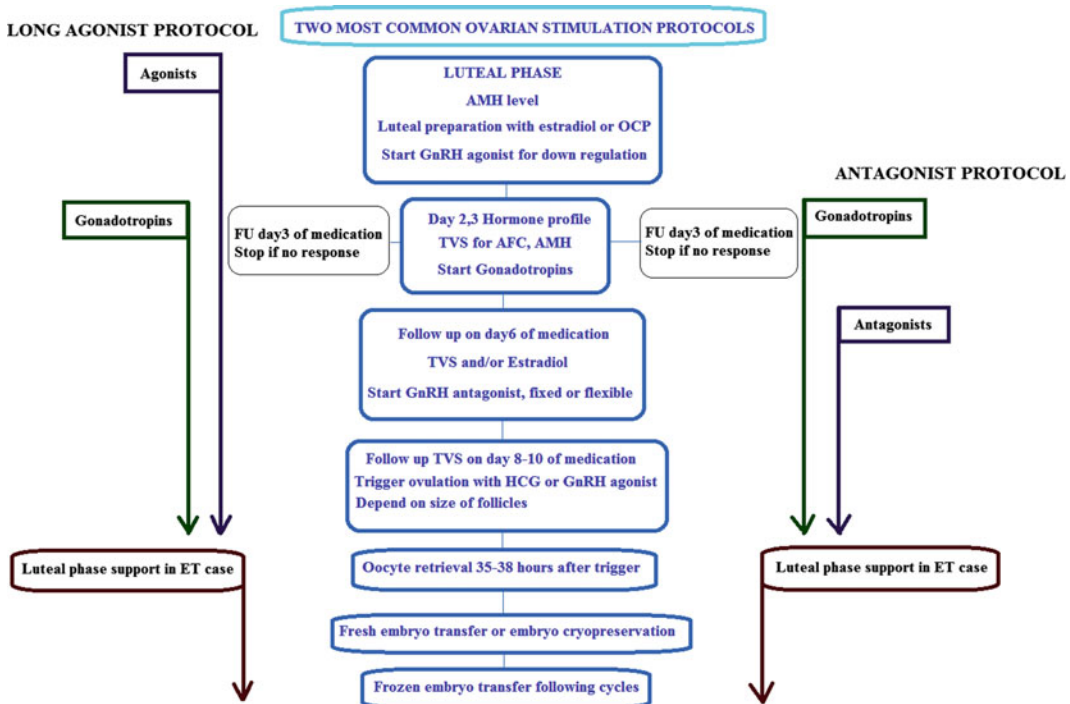 LONG AGONIST PROTOCOL
TWO MOST COMMON OVARIAN STIMULATION PROTOCOLS
Agonists
LUTEAL PHASE
AMH level
Luteal preparation with estradiol or OCP
Start GnRH agonist for down regulation
ANTAGONIST PROTOCOL
Gonadotropins
FU day3 of medication
Stop if no response
Day 2,3 Hormone profile
TVS for AFC, AMH
Start Gonadotropins
FU day3 of medication
Stop if no response
Gonadotropins
Follow up on day6 of medication
TVS and/or Estradiol
Start GnRH antagonist, fixed or flexible
Antagonists
Follow up TVS on day 8-10 of medication
Trigger ovulation with HCG or GnRH agonist
Depend on size of follicles
Luteal phase support in ET case
Oocyte retrieval 35-38 hours after trigger
Luteal phase support in ET case
Fresh embryo transfer or embryo cryopreservation
Frozen embryo transfer following cycles